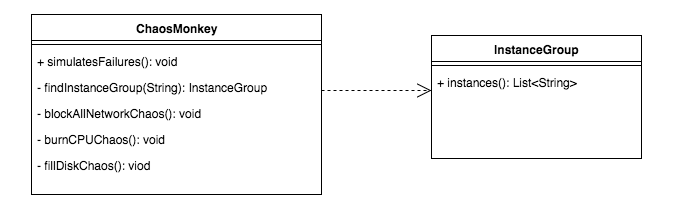 ChaosMonkey
+ simulatesFailures(): void
- findInstanceGroup(String): InstanceGroup
- blockAllNetworkChaos(): void
- burnCPUChaos(): void
- fillDiskChaos(): viod
InstanceGroup
+ instances(): List<String>